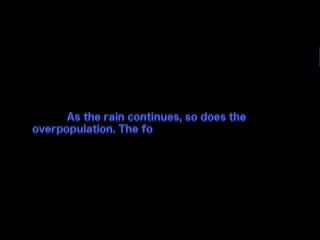 As the rain continues, so does the
overpopulation. The fo